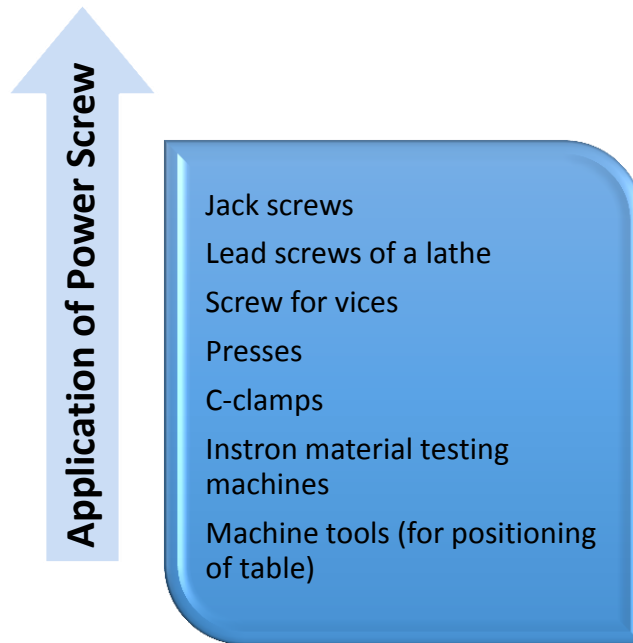 Application of Power Screw
Jack screws
Lead screws of a lathe
Screw for vices
Presses
C-clamps
Instron material testing
machines
Machine tools (for positioning
of table)